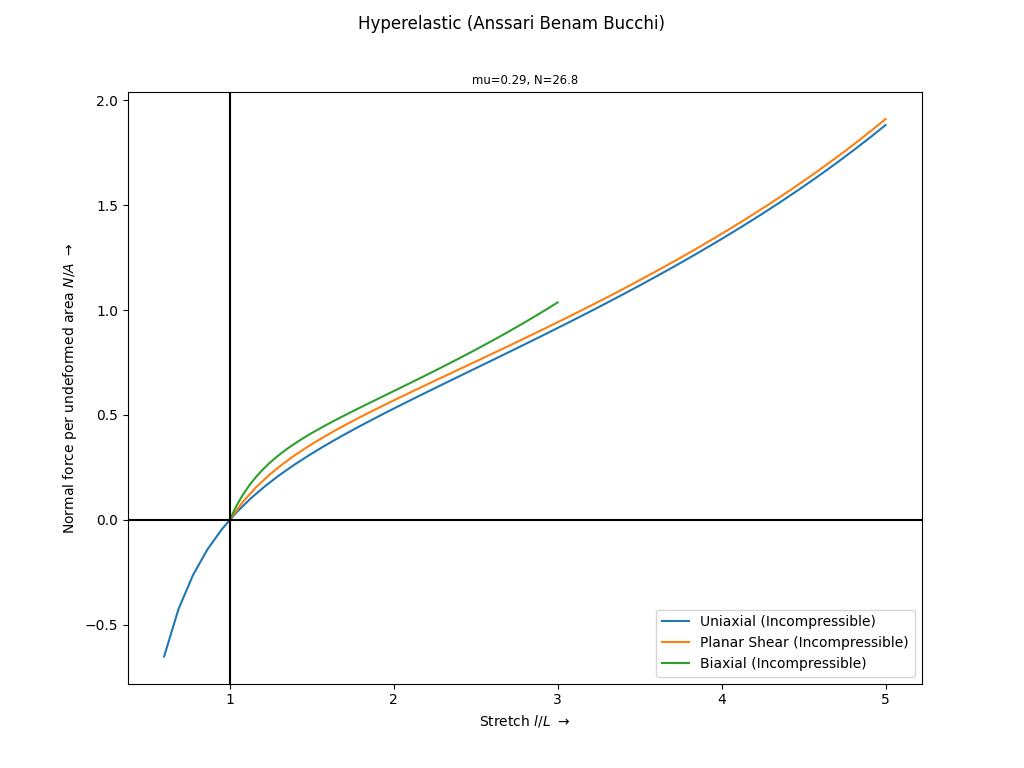 Hyperelastic (Anssari Benam Bucchi)
mu=0.29, N=26.8
2.0
1.5
1.0
0.5
0.0
−0.5
Normal force per undeformed area N/A →
Uniaxial (Incompressible)
Planar Shear (Incompressible)
Biaxial (Incompressible)
1 2 3 4 5
Stretch l/L →